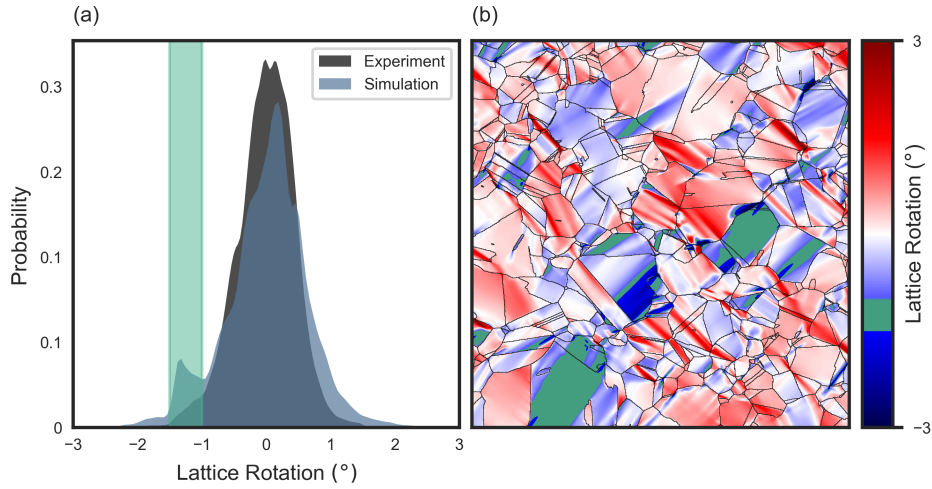 (a)
(b)
Probability
0.3
0.2
0.1
0.1
0
Experiment
Simulation
−3
−2
−1
0
1
2
3
Lattice Rotation (°)
3
−3
Lattice Rotation (°)